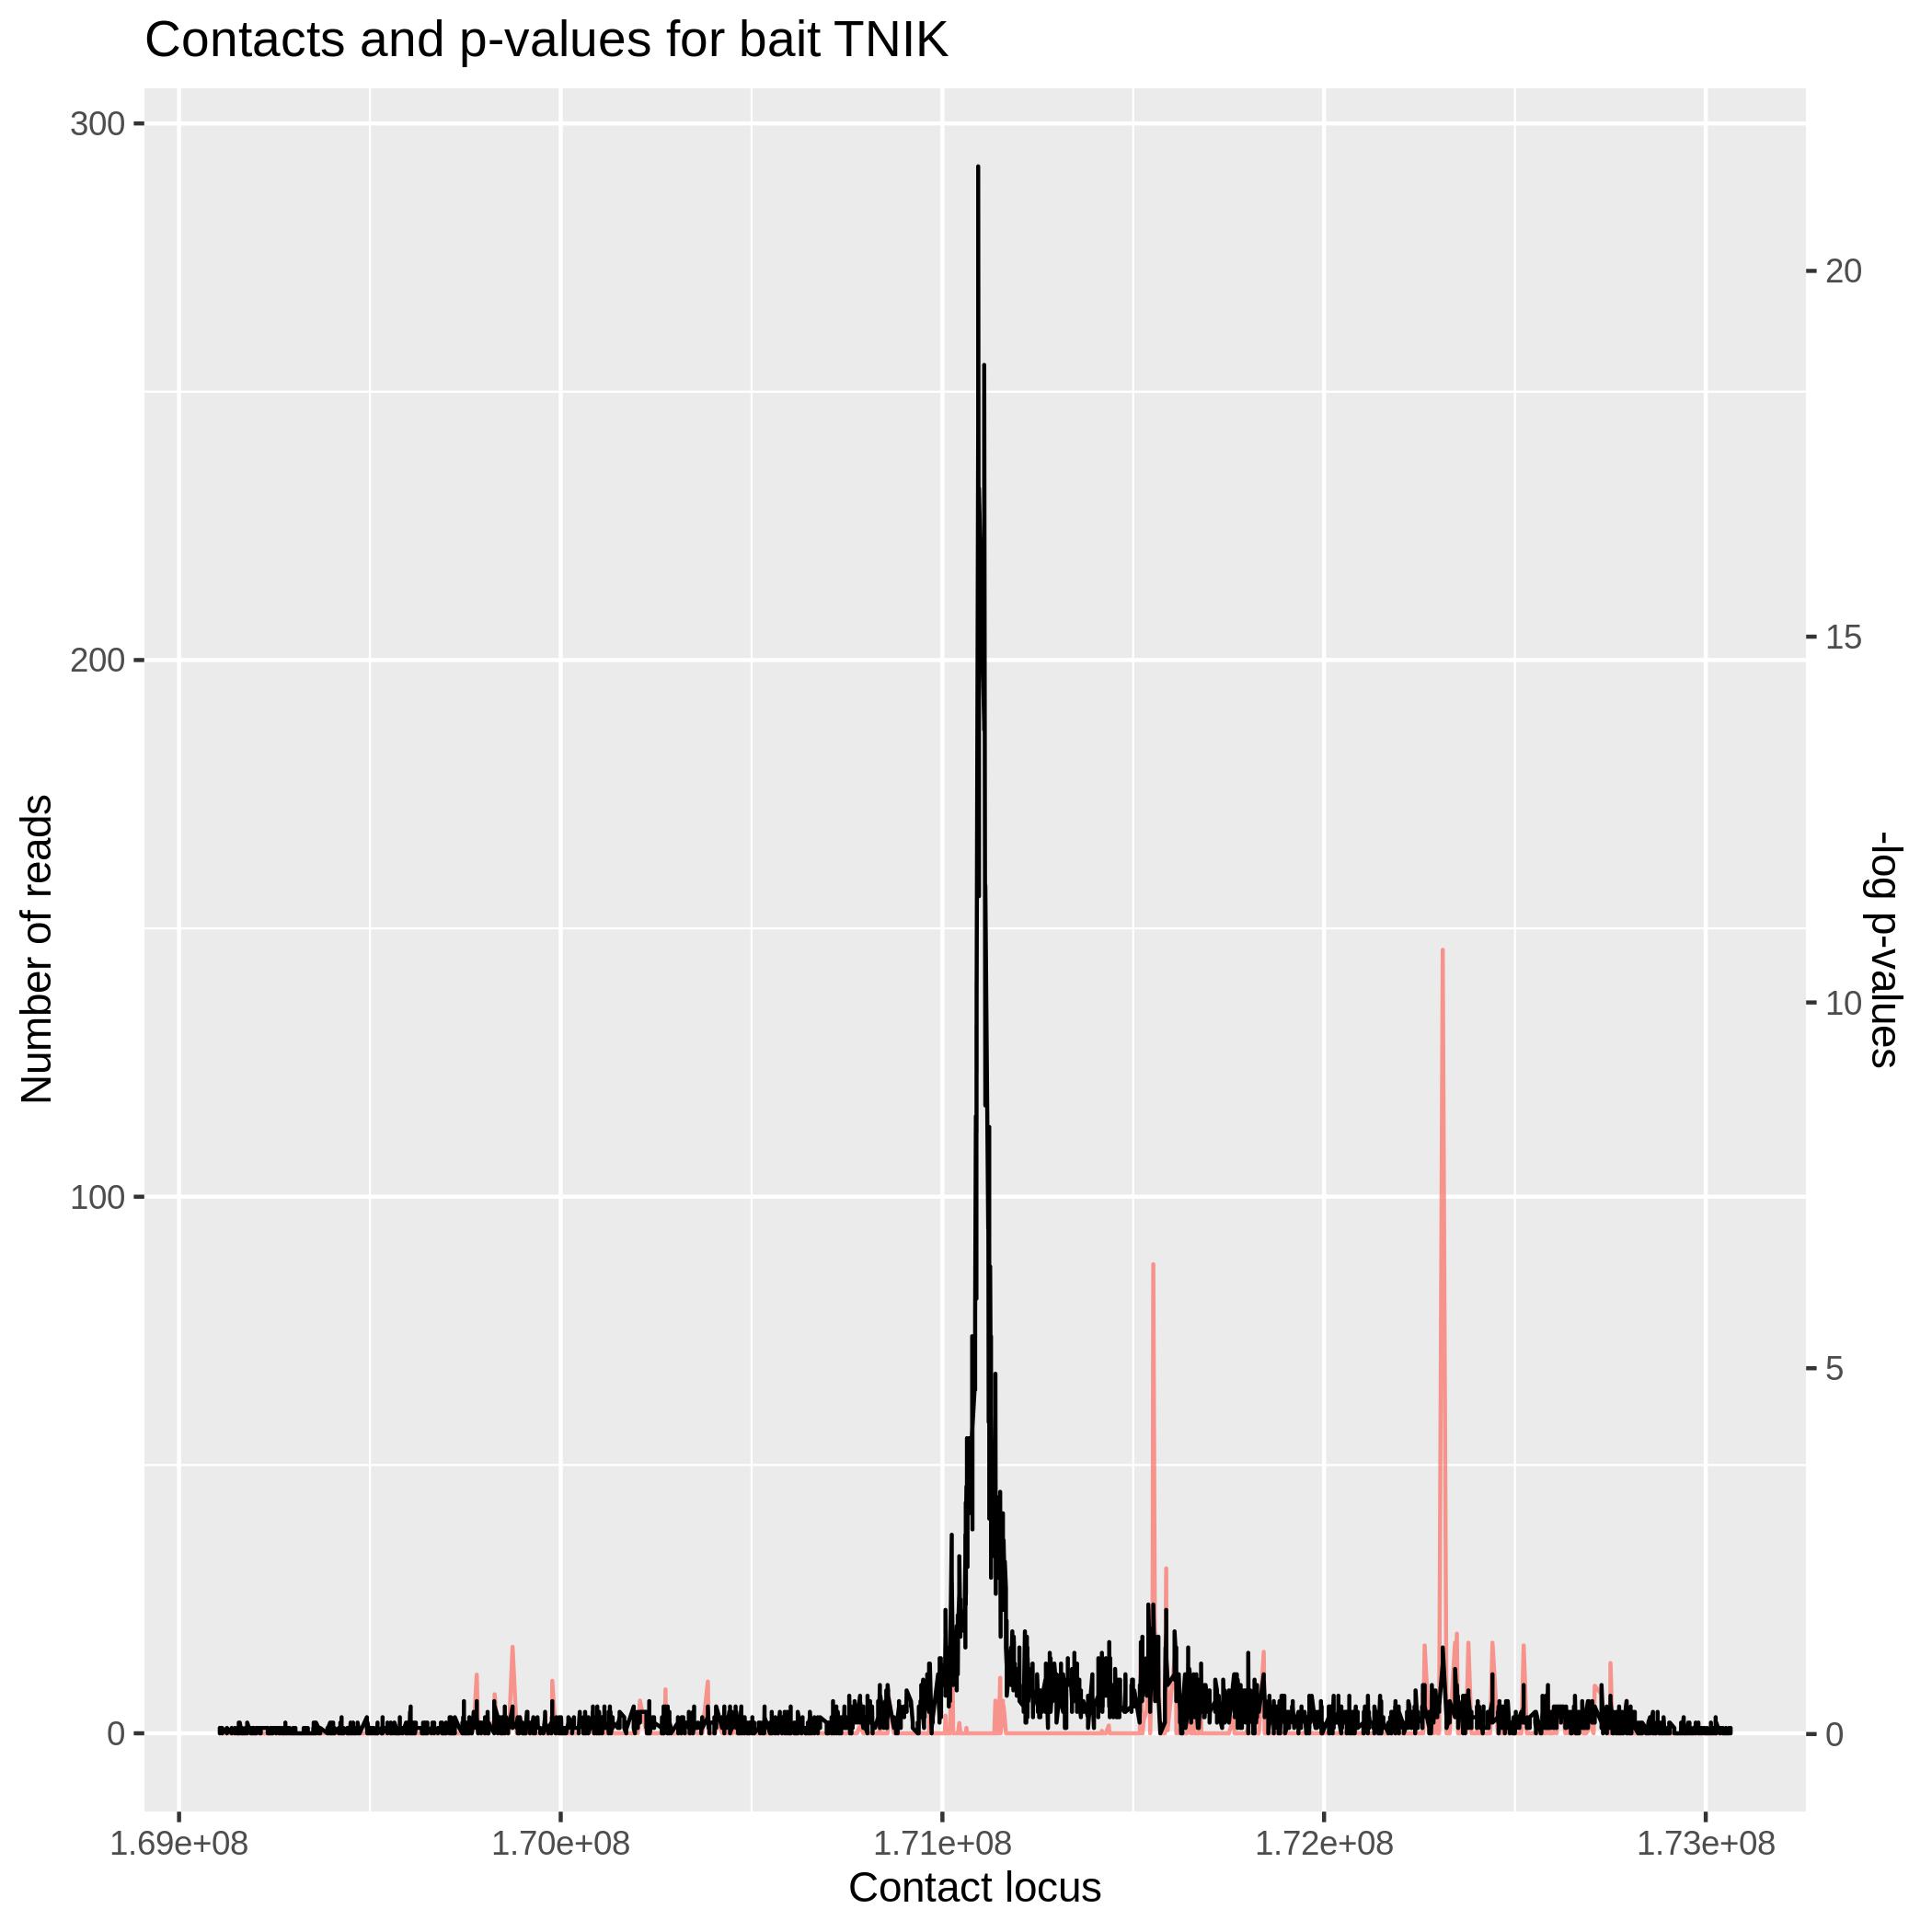 Contacts and p-values for bait TNIK
300
200
100
0
Number of reads
20
15
10
5
0
-log p-values
1.69e+08 1.70e+08 1.71e+08 1.72e+08 1.73e+08
Contact locus